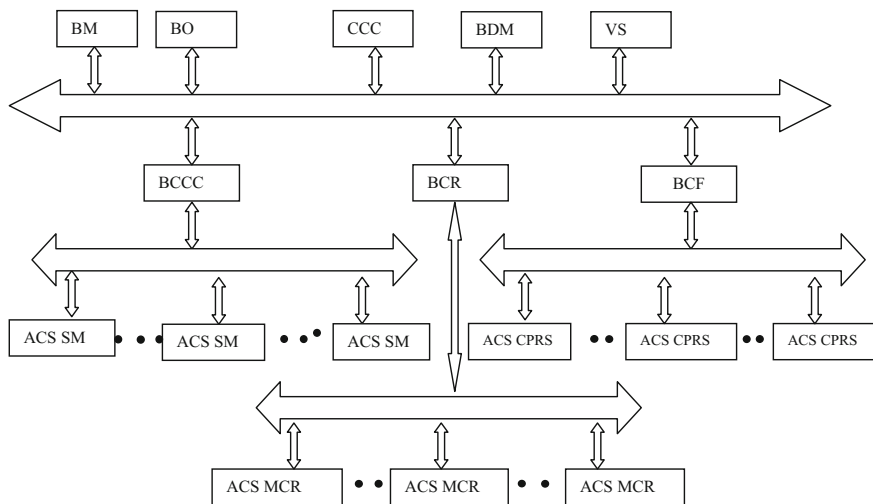 BM
BO
CCC
BDM
VS
BCCC
BCR
BCF
ACS SM
ACS SM
ACS SM
ACS CPRS
ACS CPRS
ACS CPRS
ACS MCR
ACS MCR
ACS MCR